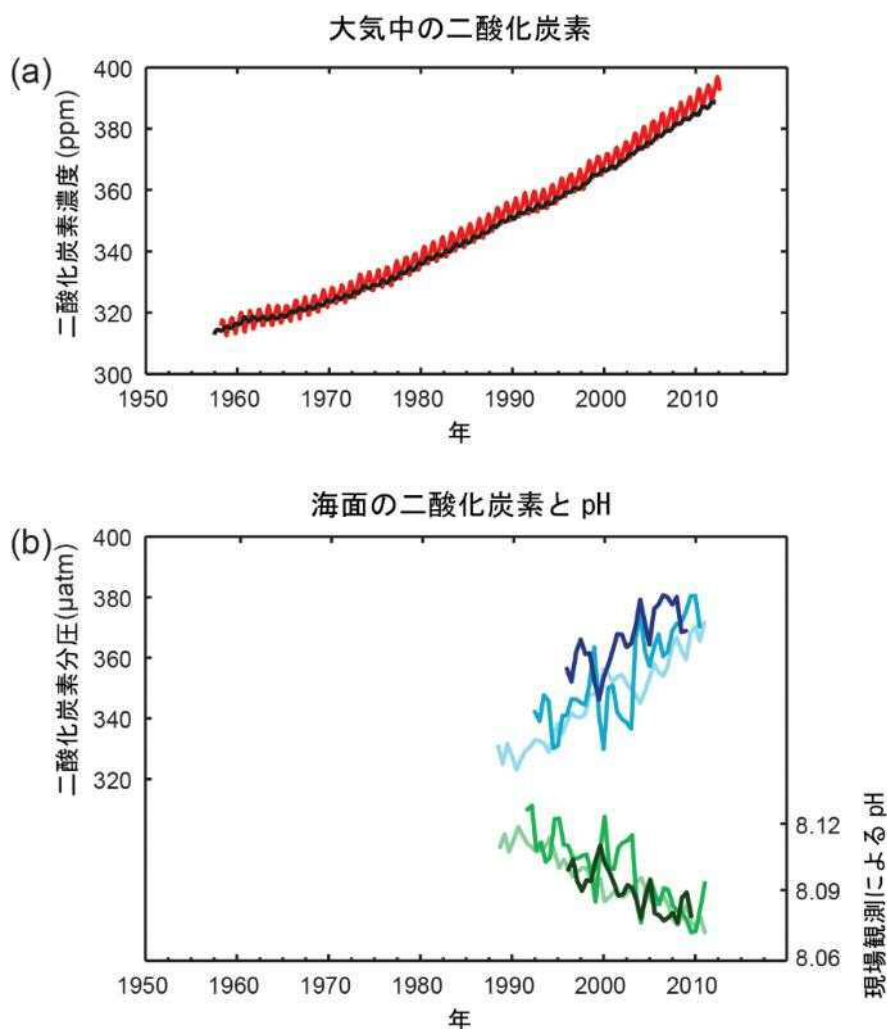 大気中の二酸化炭素
(a)
二酸化炭素濃度 (ppm)
400
380
360
340
320
300
1950 1960 1970 1980 1990 2000 2010
年
海面の二酸化炭素と pH
(b)
二酸化炭素分圧(µatm)
400
380
360
340
320
現場観測による pH
8.12
8.09
8.06
1950 1960 1970 1980 1990 2000 2010
年